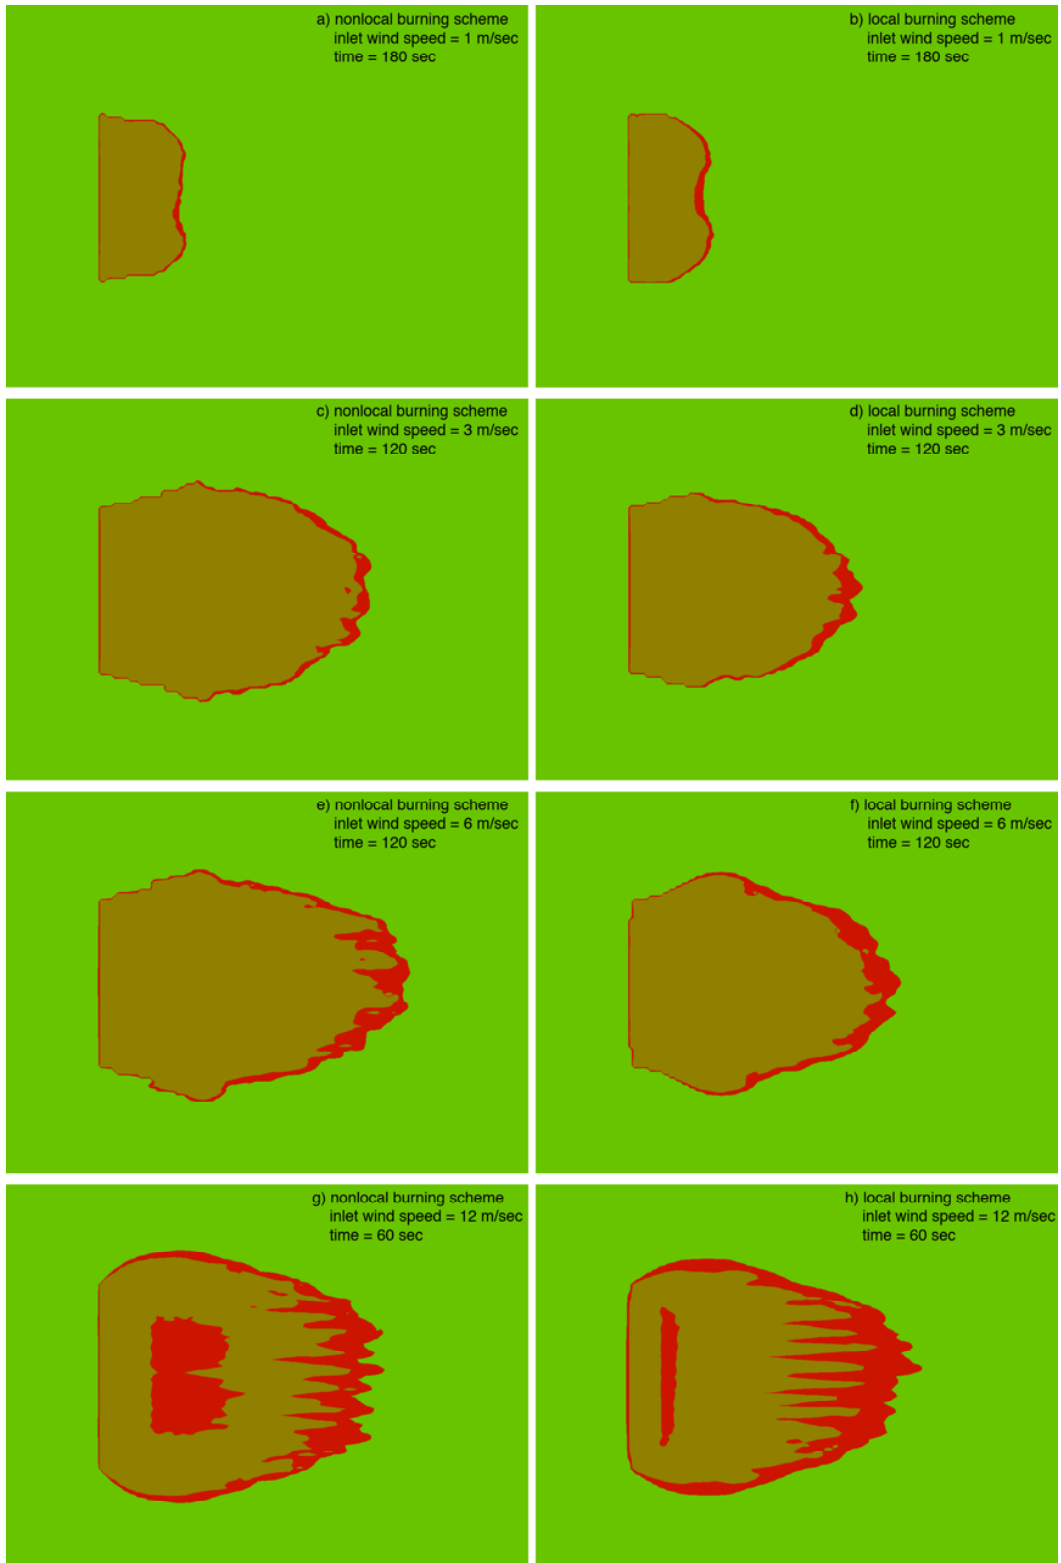 a) nonlocal burning scheme
inlet wind speed = 1 m/sec
time = 180 sec
b) local burning scheme
inlet wind speed = 1 m/sec
time = 180 sec
c) nonlocal burning scheme
inlet wind speed = 3 m/sec
time = 120 sec
d) local burning scheme
inlet wind speed = 3 m/sec
time = 120 sec
e) nonlocal burning scheme
inlet wind speed = 6 m/sec
time = 120 sec
f) local burning scheme
inlet wind speed = 6 m/sec
time = 120 sec
g) nonlocal burning scheme
inlet wind speed = 12 m/sec
time = 60 sec
h) local burning scheme
inlet wind speed = 12 m/sec
time = 60 sec